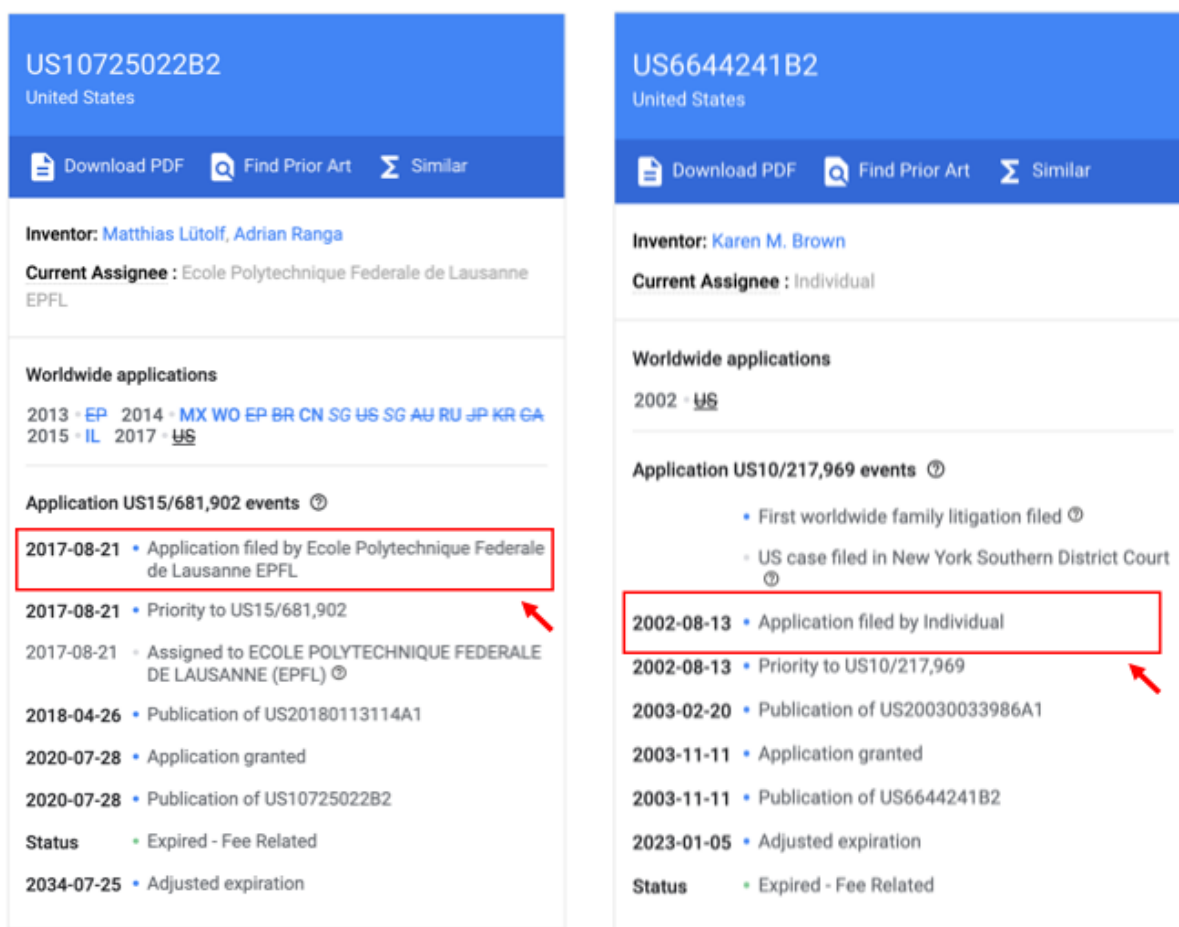 US10725022B2
United States
Download PDF Find Prior Art Similar
Inventor: Matthias Lütolf, Adrian Ranga
Current Assignee : Ecole Polytechnique Federale de Lausanne
EPFL
Worldwide applications
2013 • EP 2014 • MX WO EP BR CN SG US SG AU RU JP KR CA
2015 • IL 2017 • US
Application US15/681,902 events ?
2017-08-21 • Application filed by Ecole Polytechnique Federale
de Lausanne EPFL
2017-08-21 • Priority to US15/681,902
2017-08-21 • Assigned to ECOLE POLYTECHNIQUE FEDERALE
DE LAUSANNE (EPFL) ?
2018-04-26 • Publication of US20180113114A1
2020-07-28 • Application granted
2020-07-28 • Publication of US10725022B2
Status • Expired - Fee Related
2034-07-25 • Adjusted expiration
US6644241B2
United States
Download PDF Find Prior Art Similar
Inventor: Karen M. Brown
Current Assignee : Individual
Worldwide applications
2002 • US
Application US10/217,969 events ?
• First worldwide family litigation filed ?
• US case filed in New York Southern District Court
?
2002-08-13 • Application filed by Individual
2002-08-13 • Priority to US10/217,969
2003-02-20 • Publication of US20030033986A1
2003-11-11 • Application granted
2003-11-11 • Publication of US6644241B2
2023-01-05 • Adjusted expiration
Status • Expired - Fee Related